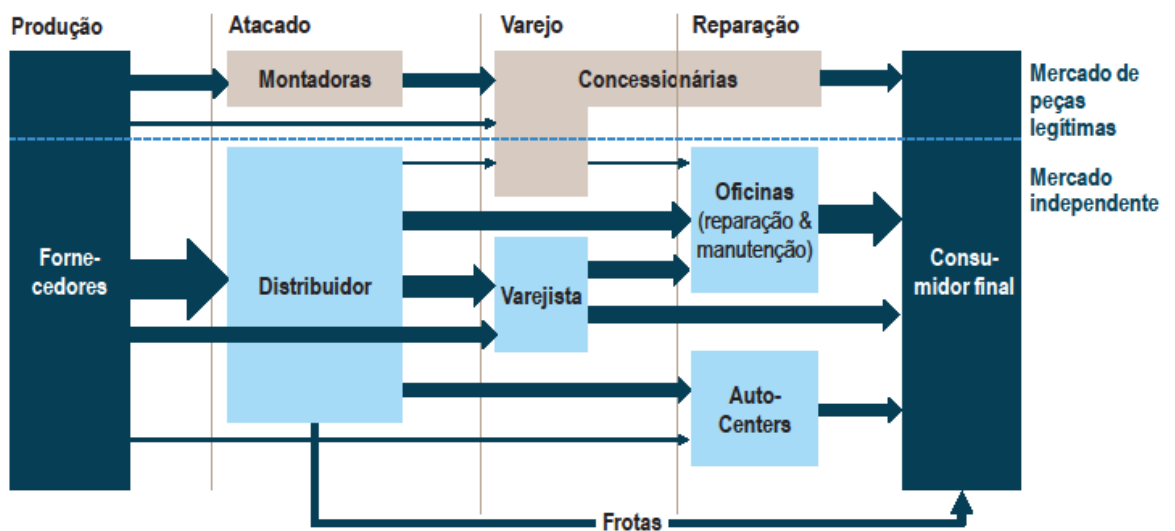 Produção
Atacado
Varejo
Reparação
Montadoras
Concessionárias
Mercado de
peças
legítimas
Mercado
independente
Forne-
cedores
Distribuidor
Varejista
Oficinas
(reparação &
manutenção)
Auto-
Centers
Consu-
midor final
Frotas